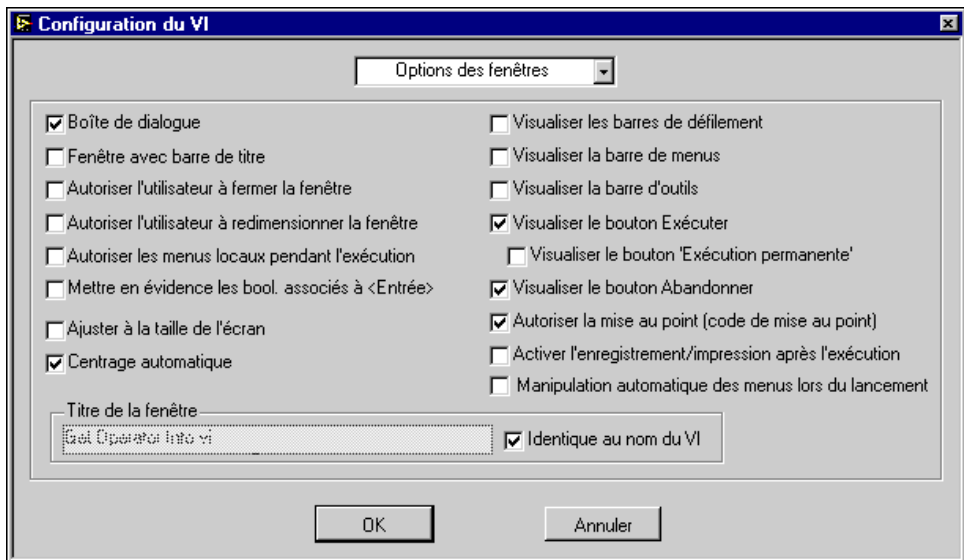 Configuration du VI
Options des fenêtres
Boîte de dialogue
Fenêtre avec barre de titre
Autoriser l'utilisateur à fermer la fenêtre
Autoriser l'utilisateur à redimensionner la fenêtre
Autoriser les menus locaux pendant l'exécution
Mettre en évidence les bool. associés à <Entrée>
Ajuster à la taille de l'écran
Centrage automatique
Visualiser les barres de défilement
Visualiser la barre de menus
Visualiser la barre d'outils
Visualiser le bouton Exécuter
Visualiser le bouton 'Exécution permanente'
Visualiser le bouton Abandonner
Autoriser la mise au point (code de mise au point)
Activer l'enregistrement/impression après l'exécution
Manipulation automatique des menus lors du lancement
Titre de la fenêtre
Get Operator Info.vi
Identique au nom du VI
OK
Annuler